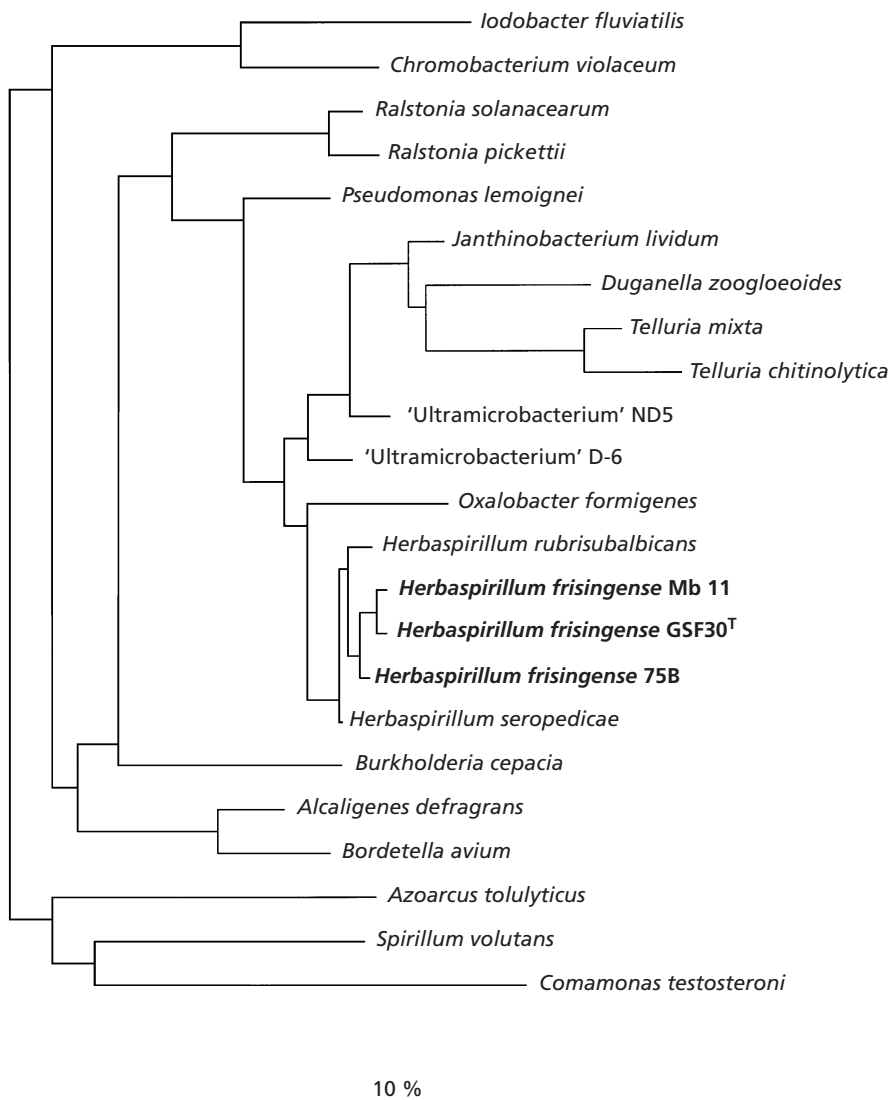 Iodobacter fluviatilis
Chromobacterium violaceum
Ralstonia solanacearum
Ralstonia pickettii
Pseudomonas lemoignei
Janthinobacterium lividum
Duganella zoogloeoides
Telluria mixta
Telluria chitinolytica
‘Ultramicrobacterium’ ND5
‘Ultramicrobacterium’ D-6
Oxalobacter formigenes
Herbaspirillum rubrisubalbicans
Herbaspirillum frisingense Mb 11
Herbaspirillum frisingense GSF30ᵀ
Herbaspirillum frisingense 75B
Herbaspirillum seropedicae
Burkholderia cepacia
Alcaligenes defragrans
Bordetella avium
Azoarcus tolulyticus
Spirillum volutans
Comamonas testosteroni
10 %